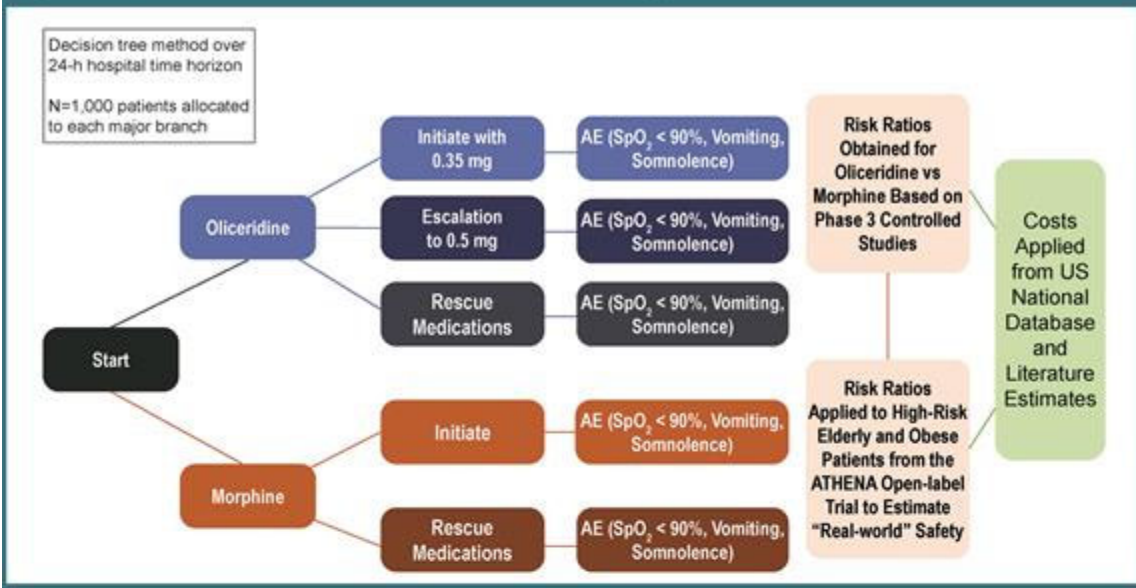 Decision tree method over
24-h hospital time horizon
N=1,000 patients allocated
to each major branch
Start
Oliceridine
Initiate with
0.35 mg
AE (SpO₂ < 90%, Vomiting,
Somnolence)
Escalation
to 0.5 mg
AE (SpO₂ < 90%, Vomiting,
Somnolence)
Rescue
Medications
AE (SpO₂ < 90%, Vomiting,
Somnolence)
Morphine
Initiate
AE (SpO₂ < 90%, Vomiting,
Somnolence)
Rescue
Medications
AE (SpO₂ < 90%, Vomiting,
Somnolence)
Risk Ratios
Obtained for
Oliceridine vs
Morphine Based on
Phase 3 Controlled
Studies
Risk Ratios
Applied to High-Risk
Elderly and Obese
Patients from the
ATHENA Open-label
Trial to Estimate
“Real-world” Safety
Costs
Applied
from US
National
Database
and
Literature
Estimates